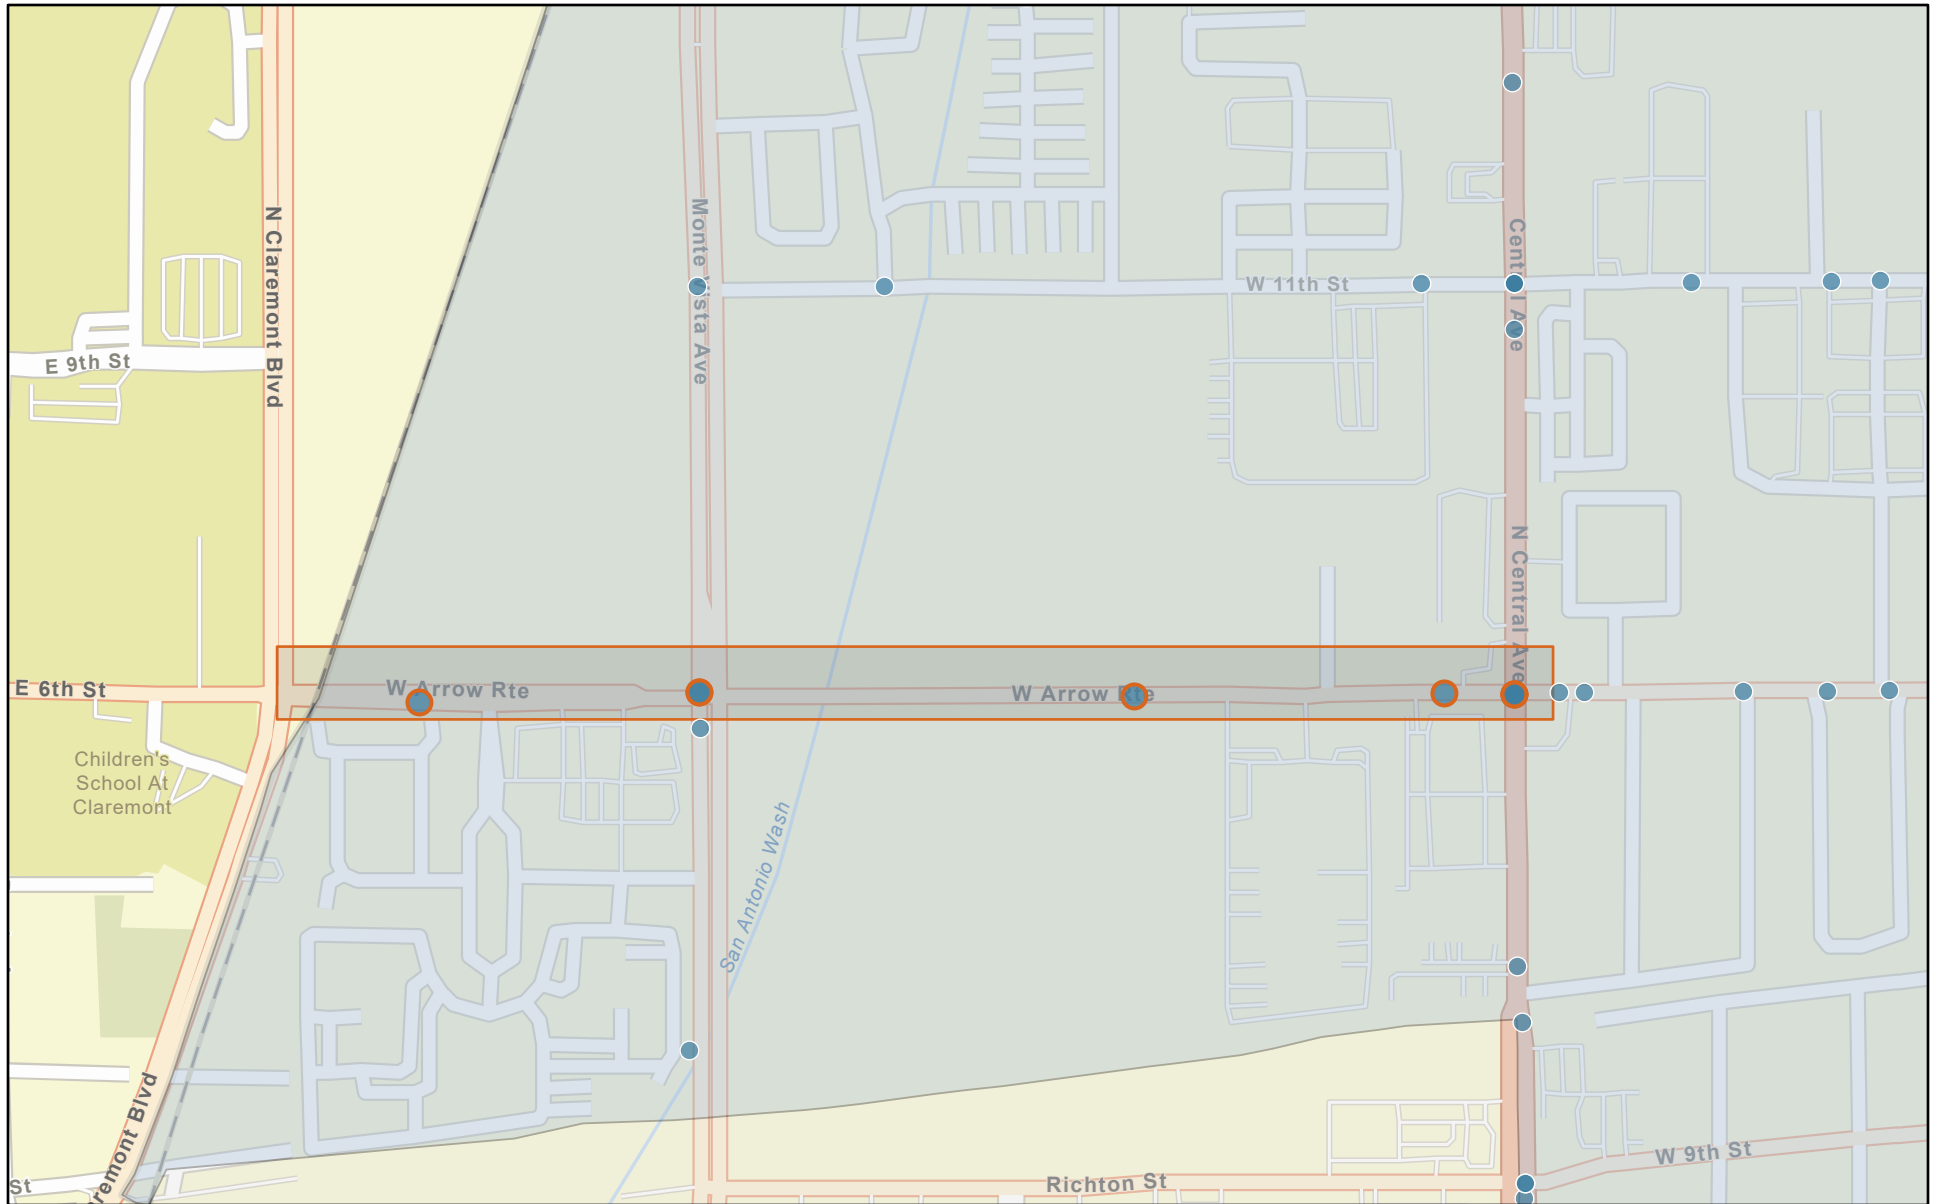 N Claremont Blvd
Monte Vista Ave
Central Ave
W 11th St
E 9th St
N Central Ave
E 6th St
W Arrow Rte
W Arrow Rte
Children's
School At
Claremont
San Antonio Wash
remont Blvd
W 9th St
Richton St
St